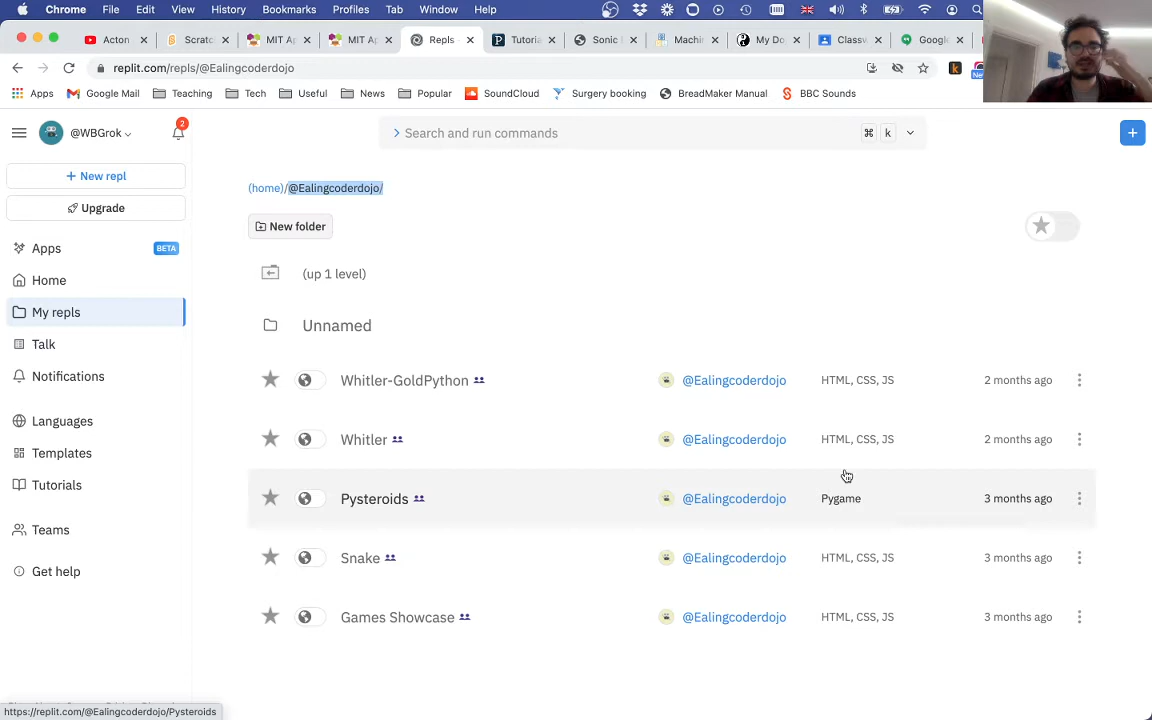 Chrome File Edit View History Bookmarks Profiles Tab Window Help
Acton Scratc MIT Ap MIT Ap Repls - Tutoria Sonic E Machin My Do Classw Google
replit.com/repls/@Ealingcoderdojo
Apps Google Mail Teaching Tech Useful News Popular SoundCloud Surgery booking BreadMaker Manual BBC Sounds
@WBGrok 2
> Search and run commands ⌘ k
+
+ New repl
Upgrade
Apps BETA
Home
My repls
Talk
Notifications
Languages
Templates
Tutorials
Teams
Get help
(home)/@Ealingcoderdojo/
New folder
(up 1 level)
Unnamed
Whitler-GoldPython @Ealingcoderdojo HTML, CSS, JS 2 months ago
Whitler @Ealingcoderdojo HTML, CSS, JS 2 months ago
Pysteroids @Ealingcoderdojo Pygame 3 months ago
Snake @Ealingcoderdojo HTML, CSS, JS 3 months ago
Games Showcase @Ealingcoderdojo HTML, CSS, JS 3 months ago
https://replit.com/@Ealingcoderdojo/Pysteroids